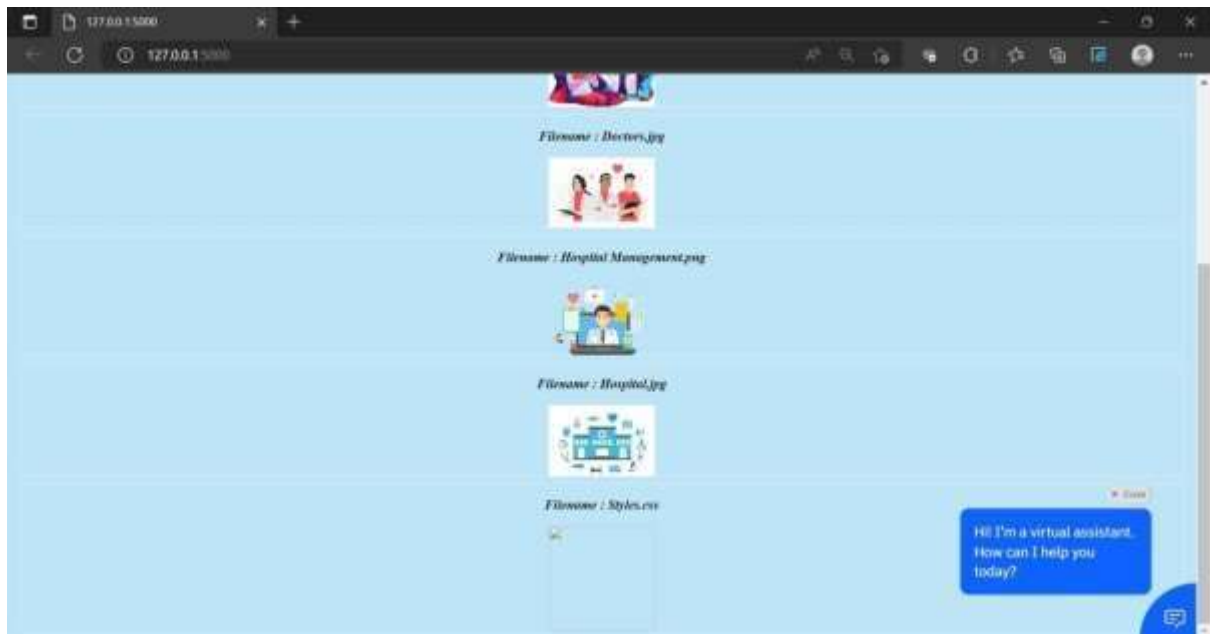 127.0.0.1:5000
127.0.0.1:5000
Filename : Doctors.jpg
Filename : Hospital Management.png
Filename : Hospital.jpg
Filename : Styles.css
Close
Hi! I'm a virtual assistant.
How can I help you
today?